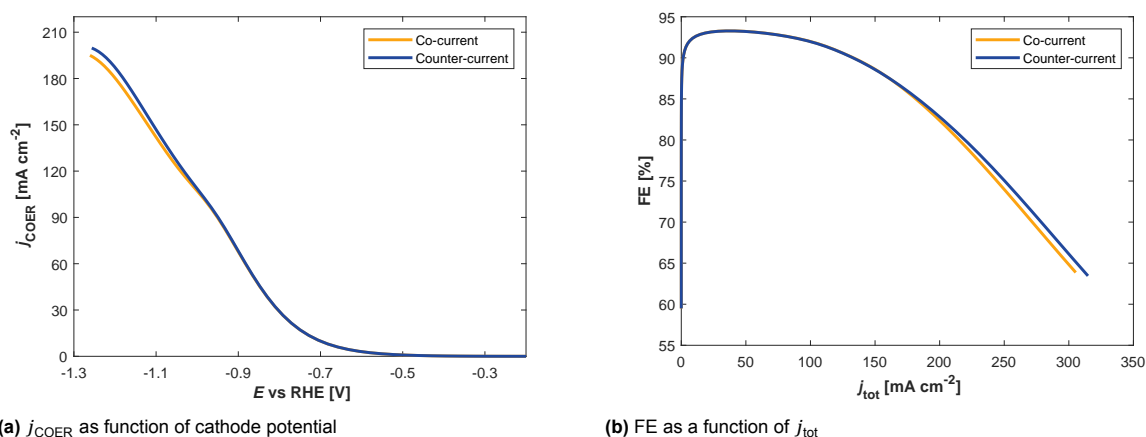 210
180
150
120
90
60
30
0
j_COER [mA cm⁻²]
-1.3 -1.1 -0.9 -0.7 -0.5 -0.3
E vs RHE [V]
Co-current
Counter-current
(a) j_COER as function of cathode potential
100
95
90
85
80
75
70
65
60
55
FE [%]
0 50 100 150 200 250 300 350
j_tot [mA cm⁻²]
Co-current
Counter-current
(b) FE as a function of j_tot